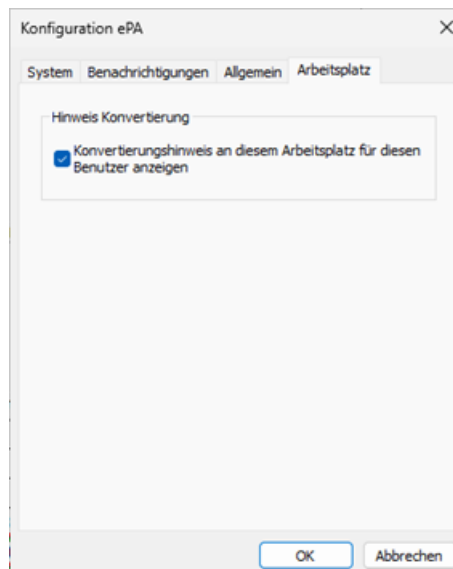 Konfiguration ePA
System Benachrichtigungen Allgemein Arbeitsplatz
Hinweis Konvertierung
Konvertierungshinweis an diesem Arbeitsplatz für diesen
Benutzer anzeigen
OK Abbrechen